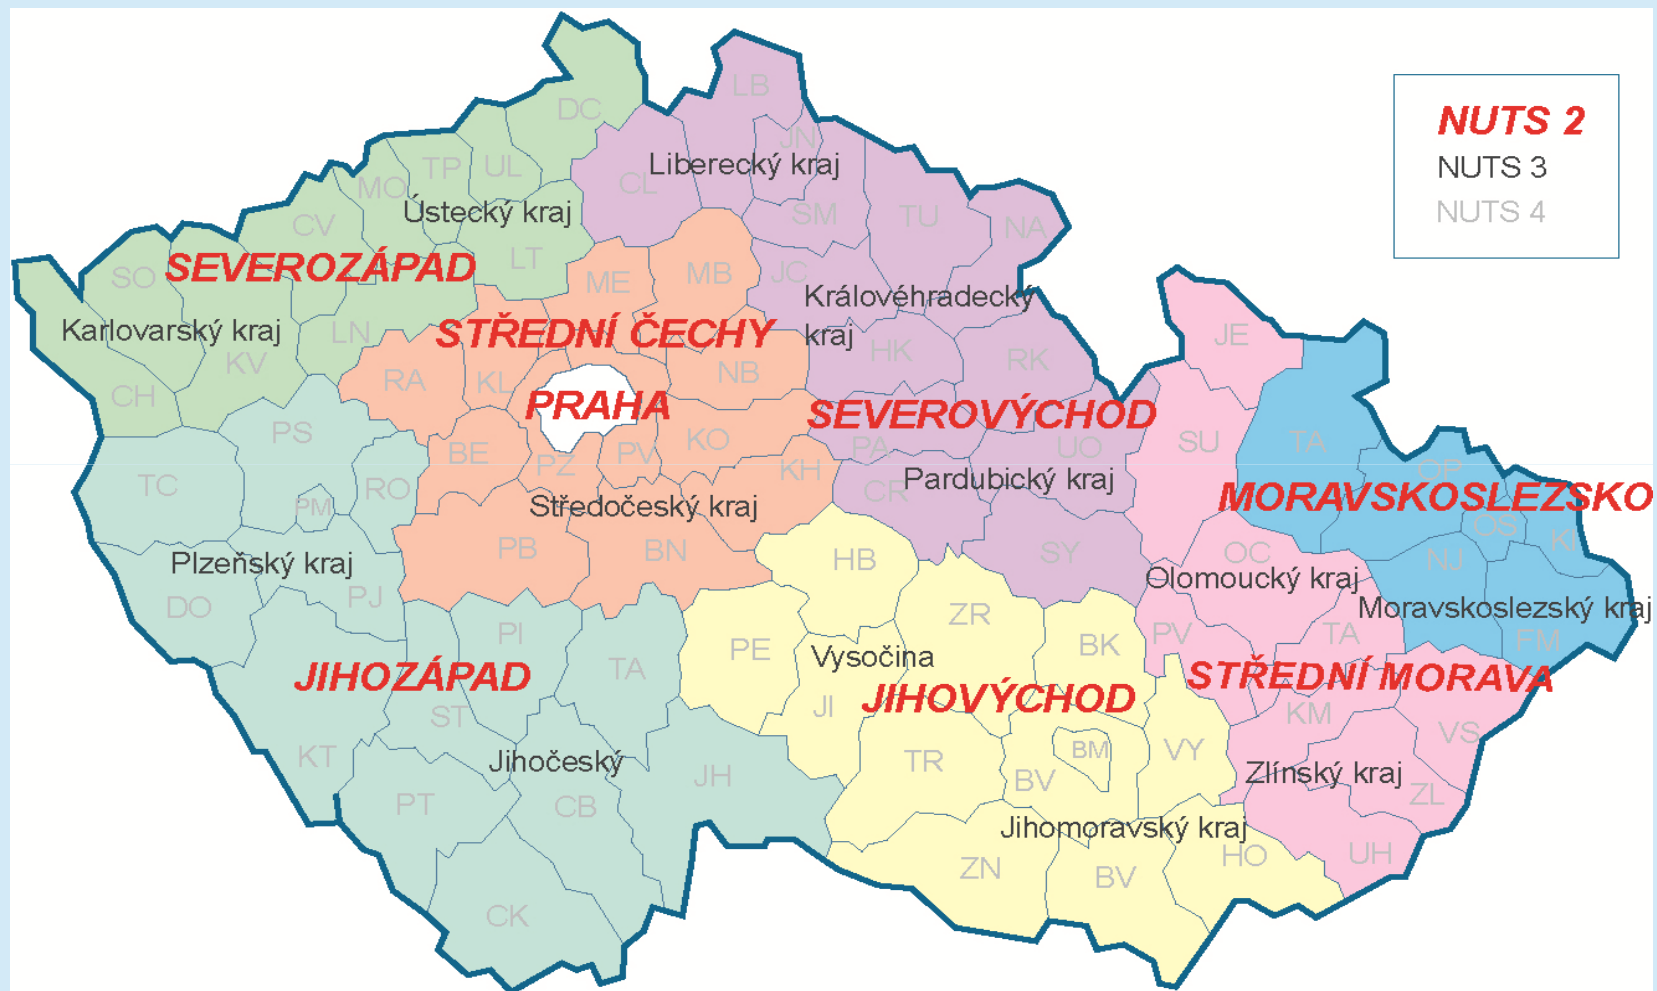 NUTS 2
NUTS 3
NUTS 4
DC
LB
JN
TP
UL
MO
CL
Liberecký kraj
Ústecký kraj
CV
SM
TU
NA
LT
SO
SEVEROZÁPAD
ME
MB
JC
Královéhradecký
kraj
Karlovarský kraj
LN
STŘEDNÍ ČECHY
JE
KV
RA
KL
NB
HK
RK
CH
PRAHA
SEVEROVÝCHOD
PS
BE
PZ
PV
KO
KH
PA
UO
SU
TA
OP
TC
RO
PM
CR
Pardubický kraj
MORAVSKOSLEZSKO
Středočeský kraj
OS
KI
PB
BN
HB
SY
OC
NJ
Plzeňský kraj
Olomoucký kraj
DO
PJ
Moravskoslezský kraj
PI
ZR
PV
TA
FM
TA
PE
Vysočina
BK
JIHOZÁPAD
JIHOVÝCHOD
STŘEDNÍ MORAVA
ST
JI
KM
VS
KT
Jihočeský
JH
TR
BM
BV
VY
Zlínský kraj
PT
CB
ZL
Jihomoravský kraj
ZN
BV
HO
UH
CK